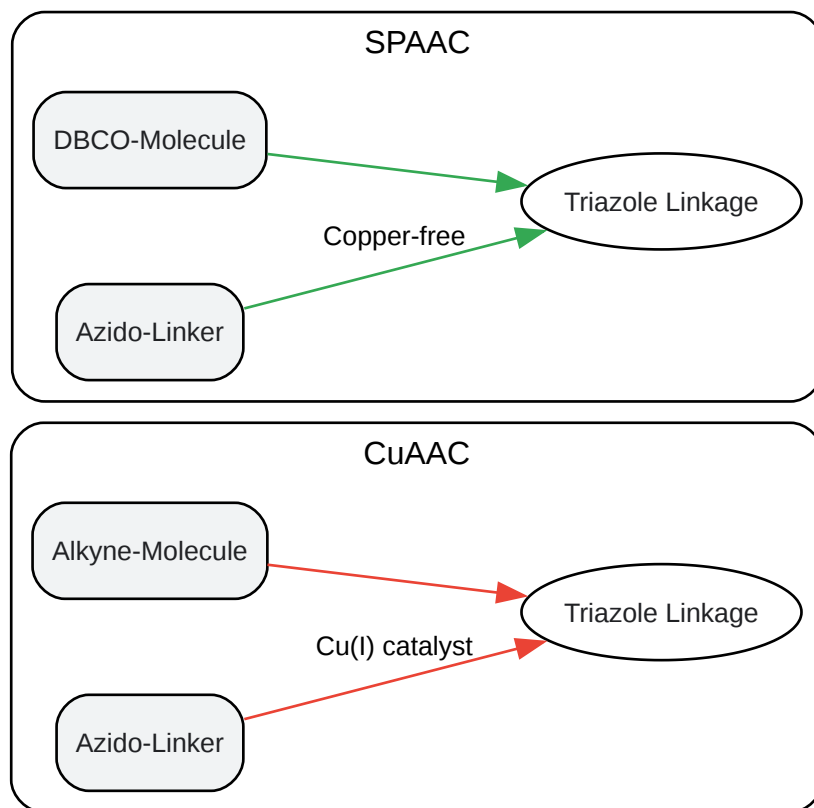 SPAAC
DBCO-Molecule
Triazole Linkage
Copper-free
Azido-Linker
CuAAC
Alkyne-Molecule
Triazole Linkage
Cu(I) catalyst
Azido-Linker